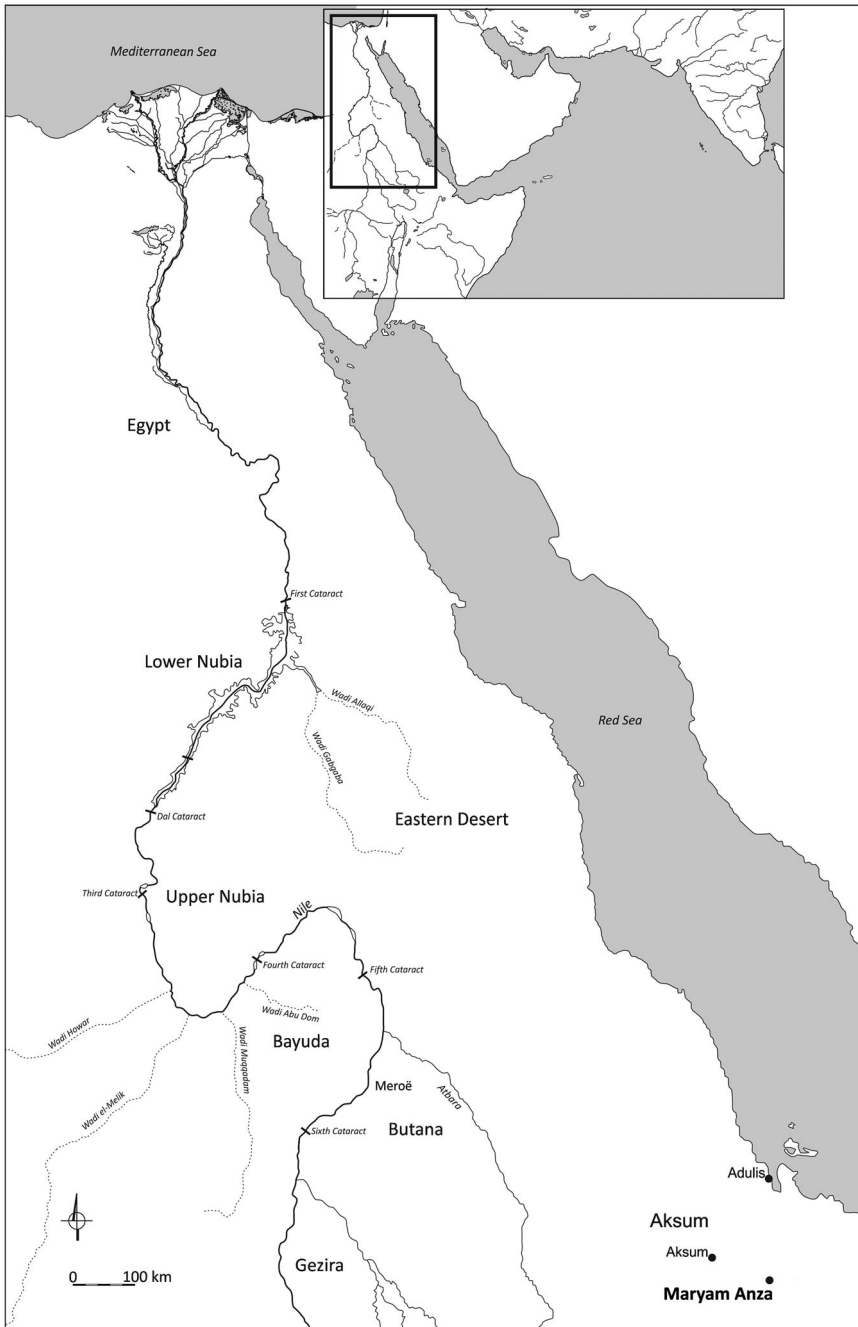 Mediterranean Sea
Egypt
First Cataract
Lower Nubia
Wadi Allaqi
Wadi Gabgaba
Red Sea
Dal Cataract
Eastern Desert
Third Cataract
Upper Nubia
Nile
Fourth Cataract
Fifth Cataract
Wadi Abu Dom
Wadi Howar
Bayuda
Wadi Muqqadam
Meroë
Atbara
Wadi el-Melik
Sixth Cataract
Butana
Adulis
Aksum
Aksum
Gezira
0 100 km
Maryam Anza